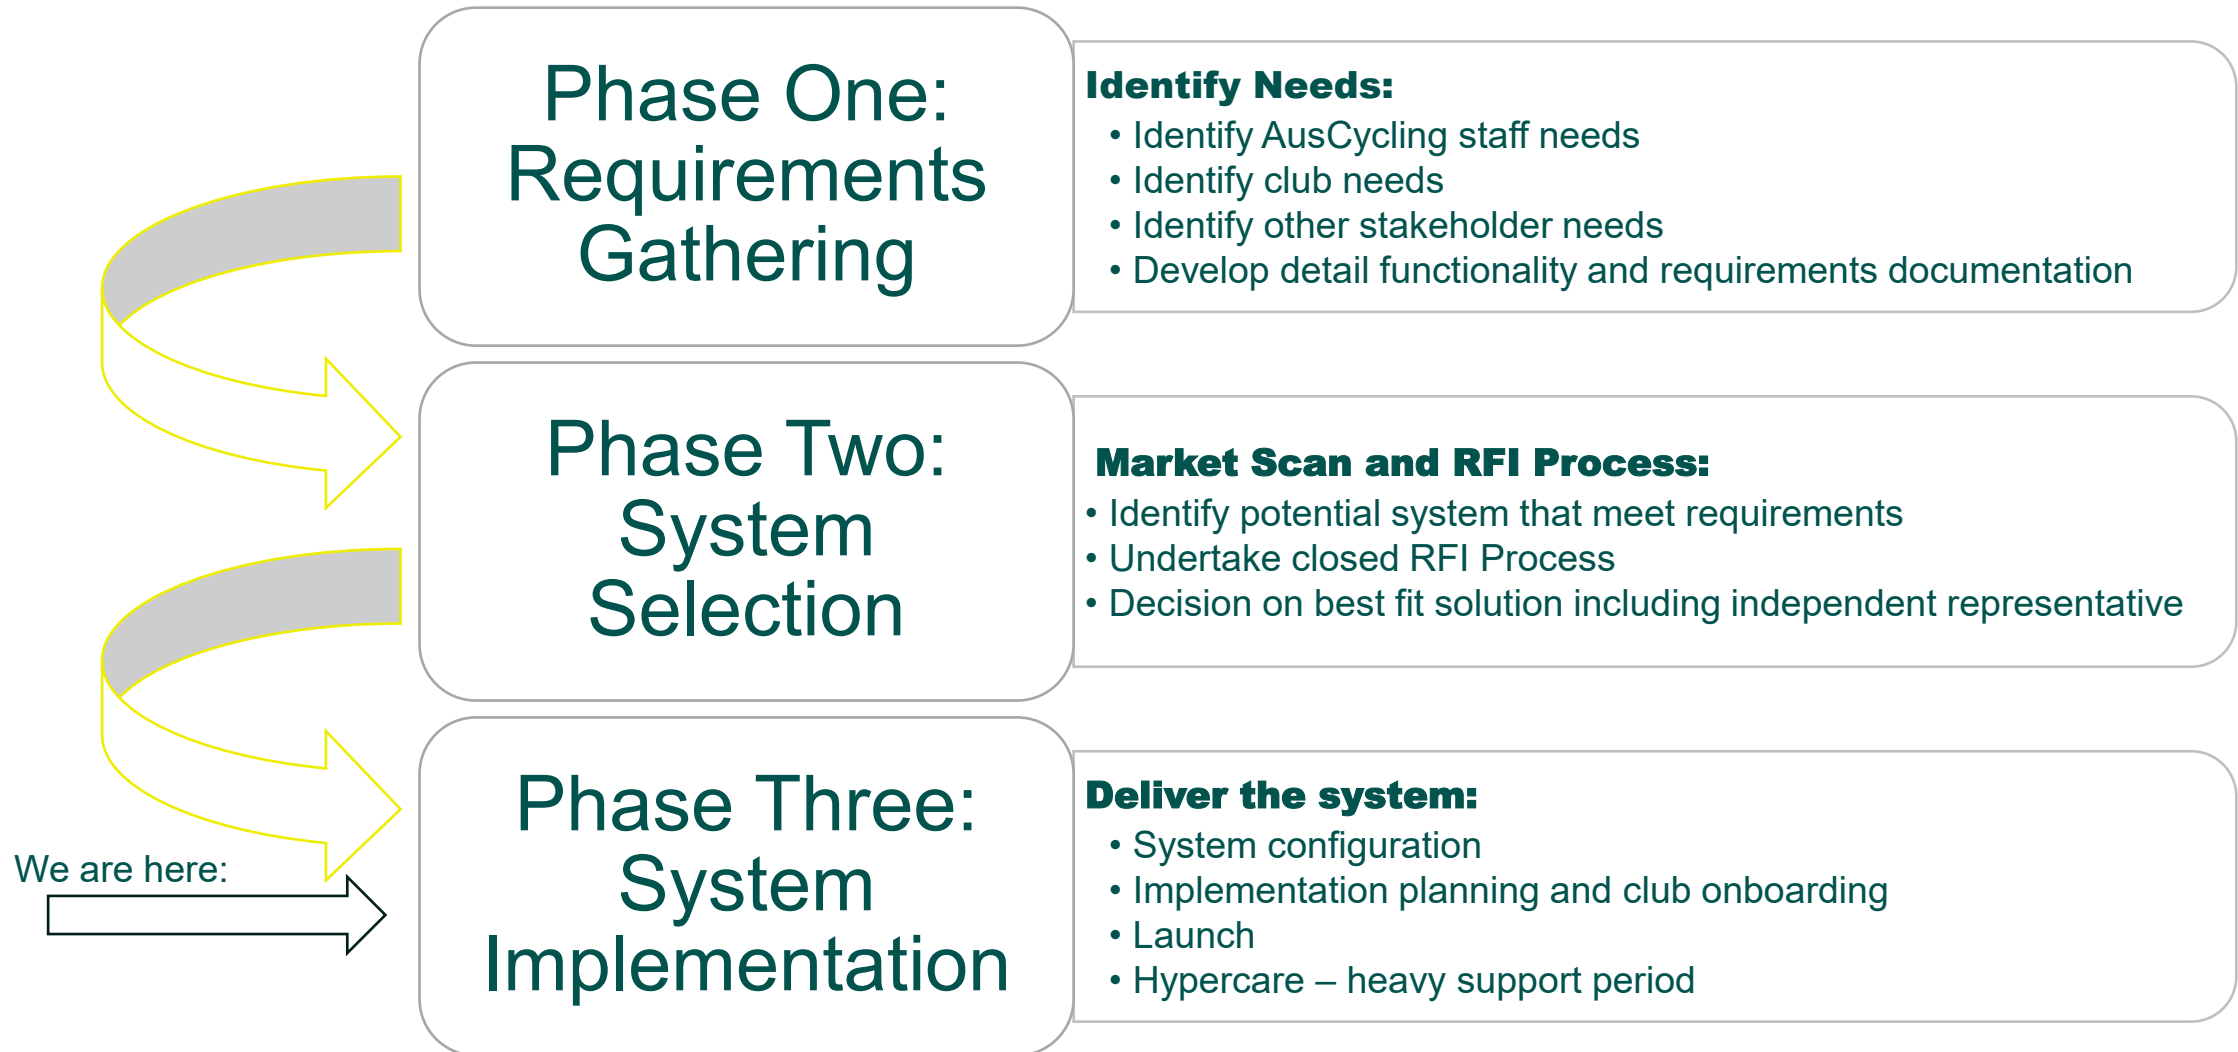 Phase One:
Requirements
Gathering
Identify Needs:
• Identify AusCycling staff needs
• Identify club needs
• Identify other stakeholder needs
• Develop detail functionality and requirements documentation
Phase Two:
System
Selection
Market Scan and RFI Process:
• Identify potential system that meet requirements
• Undertake closed RFI Process
• Decision on best fit solution including independent representative
We are here:
Phase Three:
System
Implementation
Deliver the system:
• System configuration
• Implementation planning and club onboarding
• Launch
• Hypercare – heavy support period